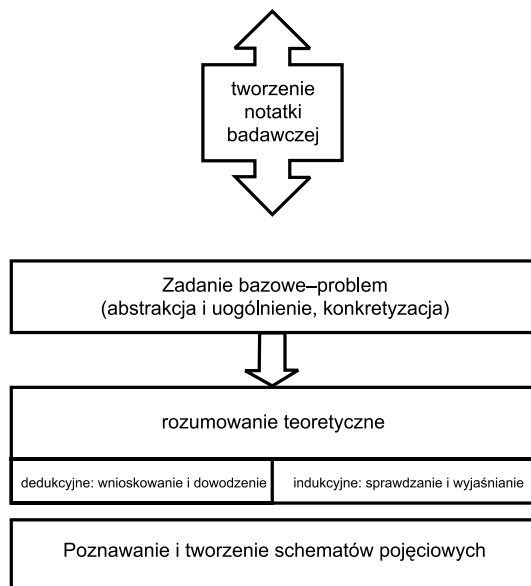 tworzenie
notatki
badawczej
Zadanie bazowe–problem
(abstrakcja i uogólnienie, konkretyzacja)
rozumowanie teoretyczne
dedukcyjne: wnioskowanie i dowodzenie
indukcyjne: sprawdzanie i wyjaśnianie
Poznawanie i tworzenie schematów pojęciowych